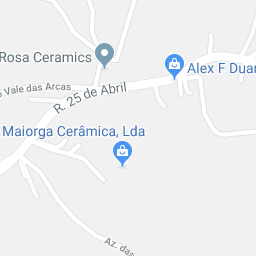 Rosa Ceramics
Vale das Arcas
R. 25 de Abril
Alex F Duar
Maiorga Cerâmica, Lda
Az. das